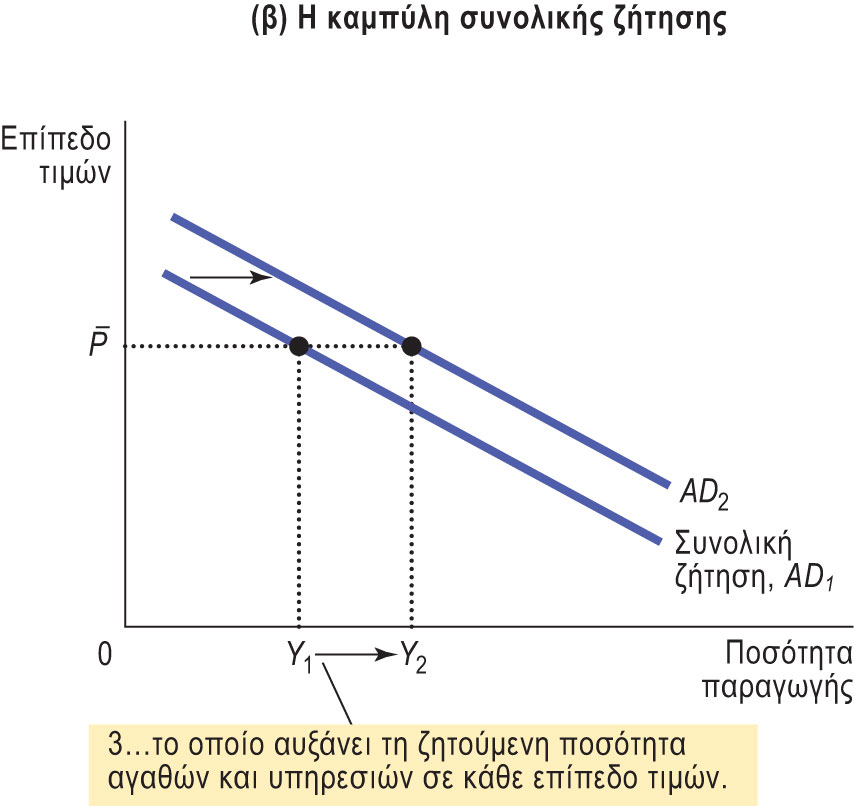 (β) Η καμπύλη συνολικής ζήτησης
Επίπεδο
τιμών
P̅
AD₂
Συνολική
ζήτηση, AD₁
0
Y₁
Y₂
Ποσότητα
παραγωγής
3...το οποίο αυξάνει τη ζητούμενη ποσότητα
αγαθών και υπηρεσιών σε κάθε επίπεδο τιμών.